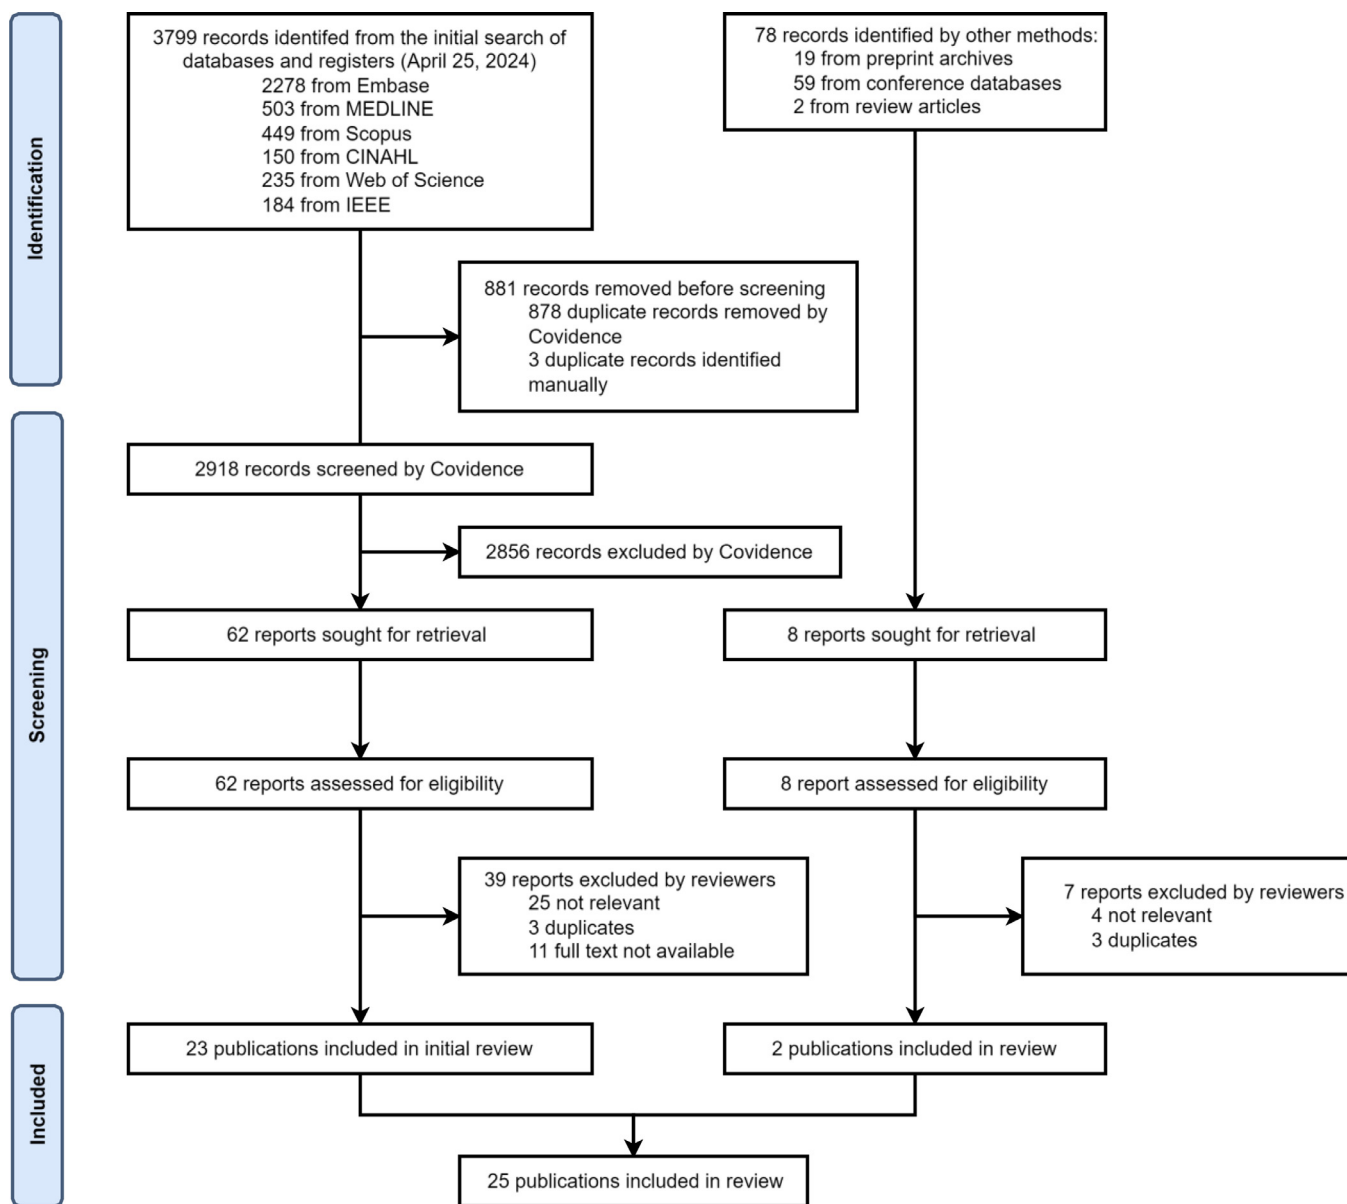 Identification
3799 records identifed from the initial search of
databases and registers (April 25, 2024)
2278 from Embase
503 from MEDLINE
449 from Scopus
150 from CINAHL
235 from Web of Science
184 from IEEE
78 records identified by other methods:
19 from preprint archives
59 from conference databases
2 from review articles
881 records removed before screening
878 duplicate records removed by
Covidence
3 duplicate records identified
manually
Screening
2918 records screened by Covidence
2856 records excluded by Covidence
62 reports sought for retrieval
8 reports sought for retrieval
62 reports assessed for eligibility
8 report assessed for eligibility
39 reports excluded by reviewers
25 not relevant
3 duplicates
11 full text not available
7 reports excluded by reviewers
4 not relevant
3 duplicates
Included
23 publications included in initial review
2 publications included in review
25 publications included in review